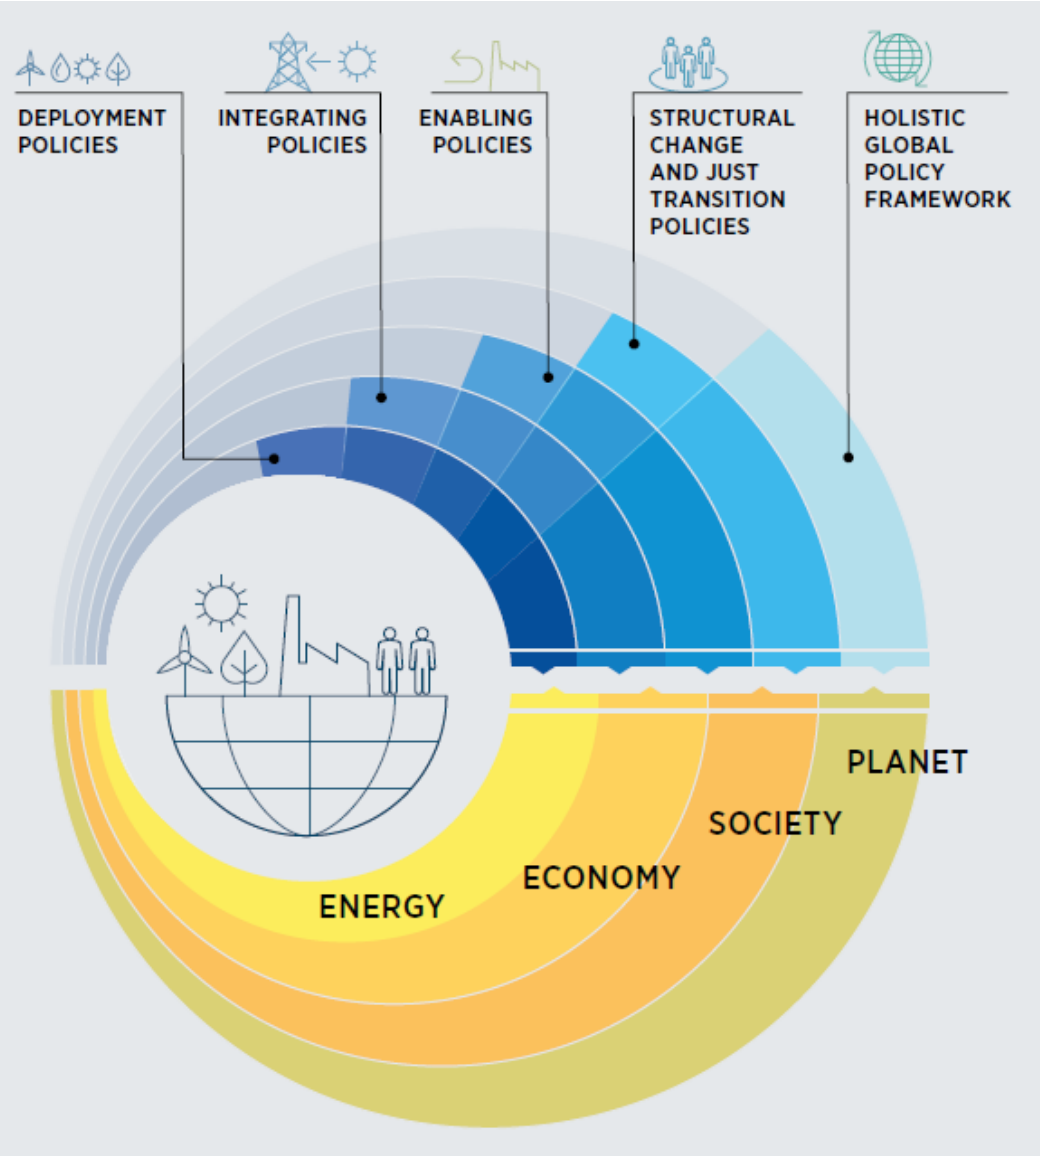 DEPLOYMENT
POLICIES
INTEGRATING
POLICIES
ENABLING
POLICIES
STRUCTURAL
CHANGE
AND JUST
TRANSITION
POLICIES
HOLISTIC
GLOBAL
POLICY
FRAMEWORK
PLANET
SOCIETY
ECONOMY
ENERGY